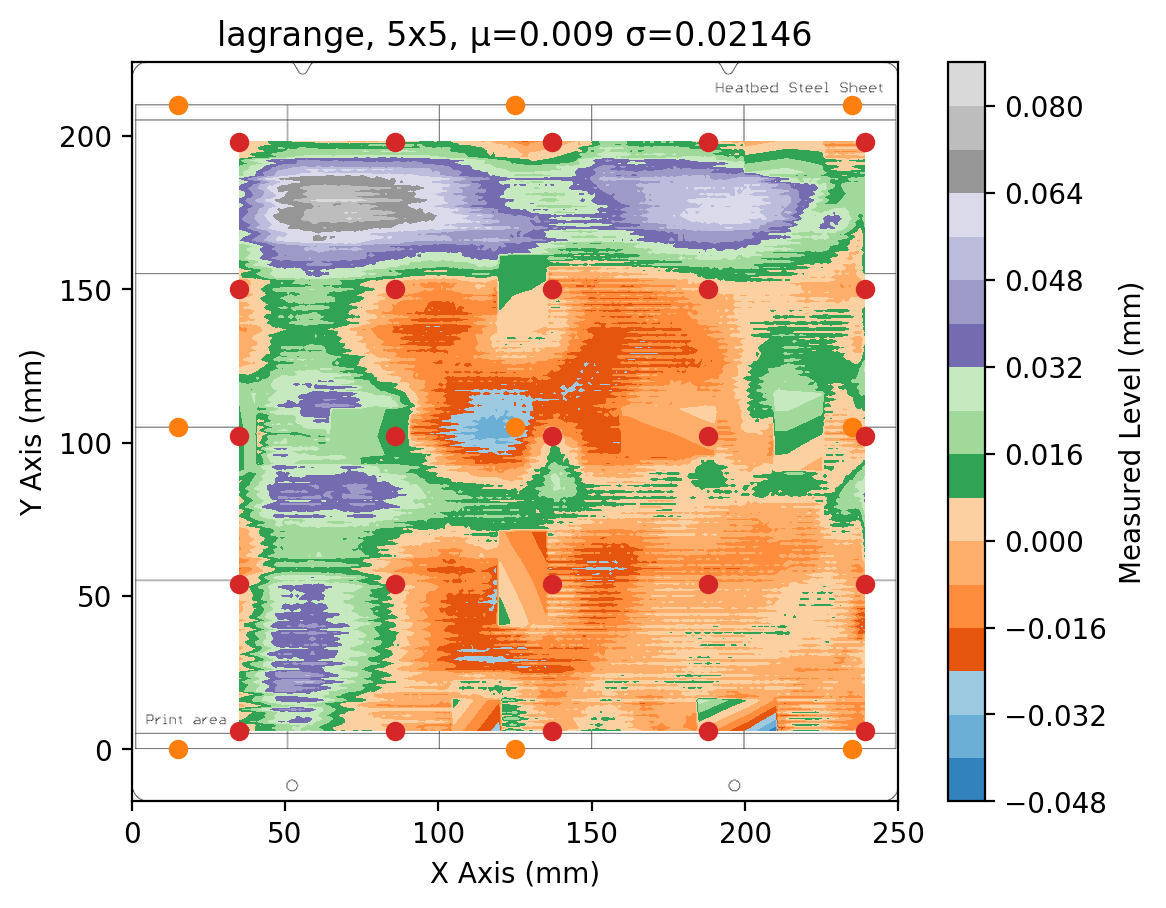 lagrange, 5x5, μ=0.009 σ=0.02146
Heatbed Steel Sheet
Print area
Y Axis (mm)
200
150
100
50
0
0 50 100 150 200 250
X Axis (mm)
0.080
0.064
0.048
0.032
0.016
0.000
−0.016
−0.032
−0.048
Measured Level (mm)